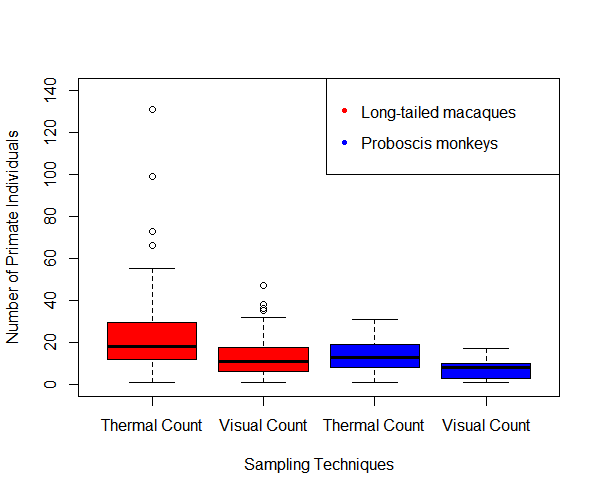 Number of Primate Individuals
140
120
100
80
60
40
20
0
Long-tailed macaques
Proboscis monkeys
Thermal Count Visual Count Thermal Count Visual Count
Sampling Techniques